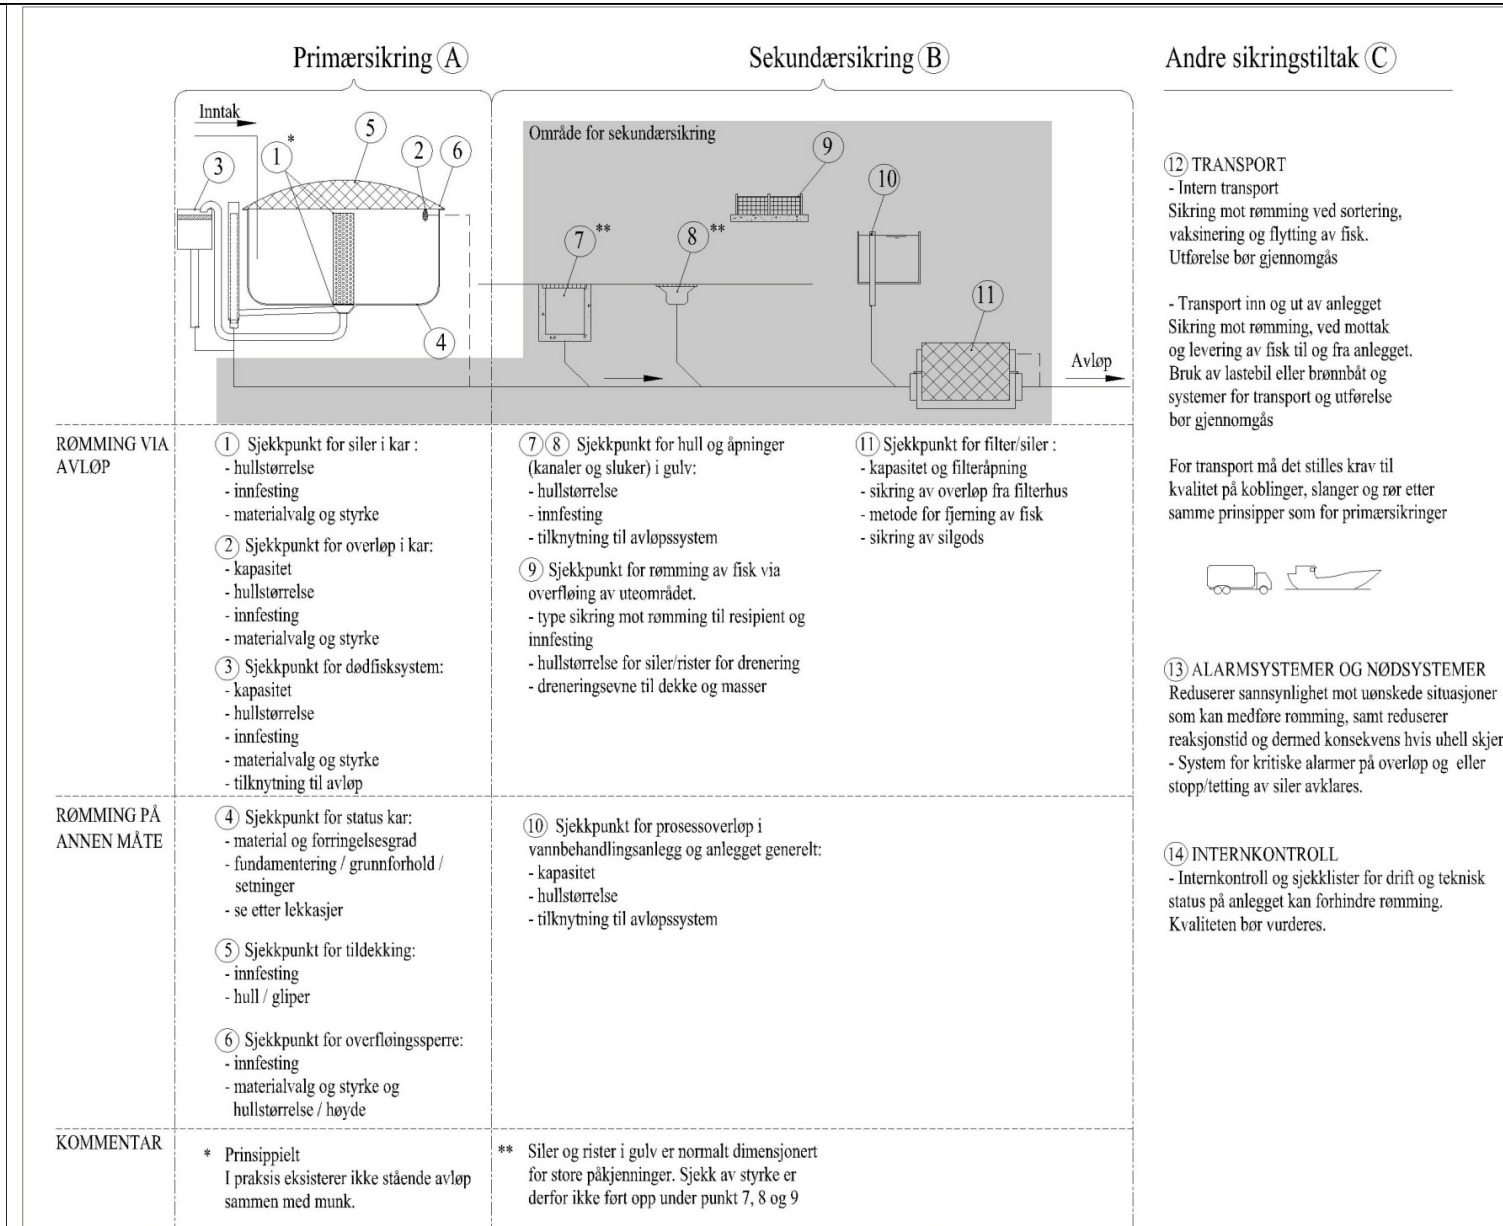 Primærsikring A
Sekundærsikring B
Andre sikringstiltak C
Inntak
Område for sekundærsikring
1 *
2
3
4
5
6
7 **
8 **
9
10
11
Avløp
RØMMING VIA
AVLØP
1 Sjekkpunkt for siler i kar :
- hullstørrelse
- innfesting
- materialvalg og styrke
2 Sjekkpunkt for overløp i kar:
- kapasitet
- hullstørrelse
- innfesting
- materialvalg og styrke
3 Sjekkpunkt for dødfisksystem:
- kapasitet
- hullstørrelse
- innfesting
- materialvalg og styrke
- tilknytning til avløp
7 8 Sjekkpunkt for hull og åpninger
(kanaler og sluker) i gulv:
- hullstørrelse
- innfesting
- tilknytning til avløpssystem
9 Sjekkpunkt for rømming av fisk via
overfløing av uteområdet.
- type sikring mot rømming til resipient og
innfesting
- hullstørrelse for siler/rister for drenering
- dreneringsevne til dekke og masser
11 Sjekkpunkt for filter/siler :
- kapasitet og filteråpning
- sikring av overløp fra filterhus
- metode for fjerning av fisk
- sikring av silgods
RØMMING PÅ
ANNEN MÅTE
4 Sjekkpunkt for status kar:
- material og forringelsesgrad
- fundamentering / grunnforhold /
setninger
- se etter lekkasjer
5 Sjekkpunkt for tildekking:
- innfesting
- hull / gliper
6 Sjekkpunkt for overfløingssperre:
- innfesting
- materialvalg og styrke og
hullstørrelse / høyde
10 Sjekkpunkt for prosessoverløp i
vannbehandlingsanlegg og anlegget generelt:
- kapasitet
- hullstørrelse
- tilknytning til avløpssystem
KOMMENTAR
* Prinsippielt
I praksis eksisterer ikke stående avløp
sammen med munk.
** Siler og rister i gulv er normalt dimensjonert
for store påkjenninger. Sjekk av styrke er
derfor ikke ført opp under punkt 7, 8 og 9
12 TRANSPORT
- Intern transport
Sikring mot rømming ved sortering,
vaksinering og flytting av fisk.
Utførelse bør gjennomgås
- Transport inn og ut av anlegget
Sikring mot rømming, ved mottak
og levering av fisk til og fra anlegget.
Bruk av lastebil eller brønnbåt og
systemer for transport og utførelse
bør gjennomgås
For transport må det stilles krav til
kvalitet på koblinger, slanger og rør etter
samme prinsipper som for primærsikringer
13 ALARMSYSTEMER OG NØDSYSTEMER
Reduserer sannsynlighet mot uønskede situasjoner
som kan medføre rømming, samt reduserer
reaksjonstid og dermed konsekvens hvis uhell skjer
- System for kritiske alarmer på overløp og eller
stopp/tetting av siler avklares.
14 INTERNKONTROLL
- Internkontroll og sjekklister for drift og teknisk
status på anlegget kan forhindre rømming.
Kvaliteten bør vurderes.